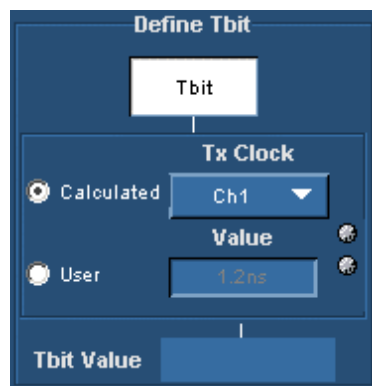 Define Tbit
Tbit
Tx Clock
Calculated
Ch1
Value
User
1.2ns
Tbit Value